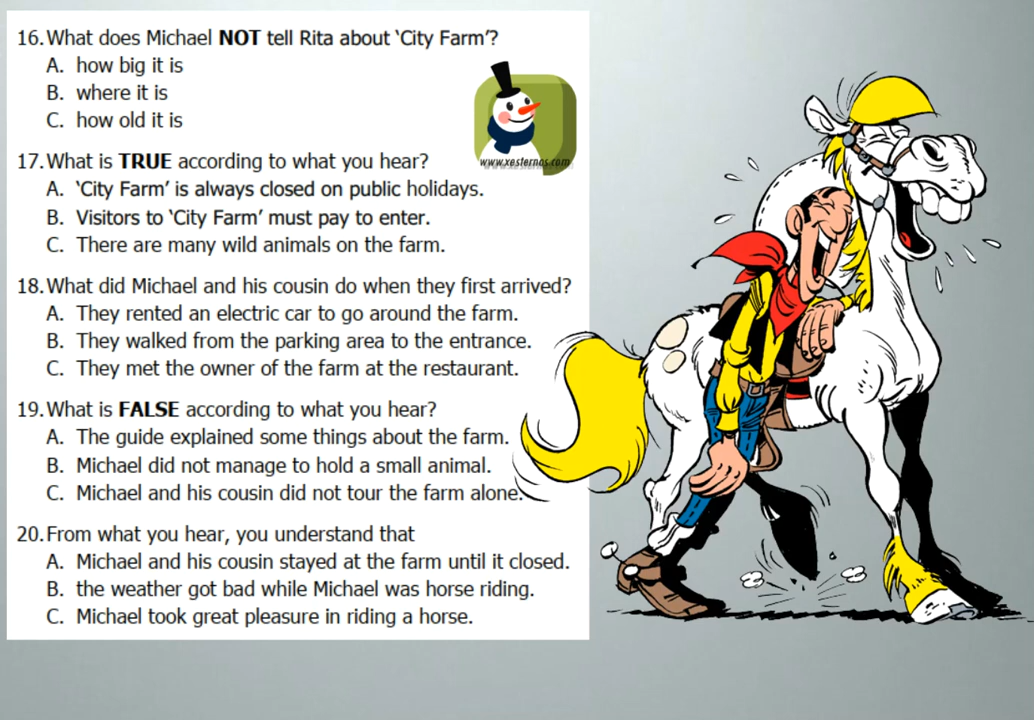 16. What does Michael NOT tell Rita about ‘City Farm’?
A. how big it is
B. where it is
C. how old it is
www.xesternos.com
17. What is TRUE according to what you hear?
A. ‘City Farm’ is always closed on public holidays.
B. Visitors to ‘City Farm’ must pay to enter.
C. There are many wild animals on the farm.
18. What did Michael and his cousin do when they first arrived?
A. They rented an electric car to go around the farm.
B. They walked from the parking area to the entrance.
C. They met the owner of the farm at the restaurant.
19. What is FALSE according to what you hear?
A. The guide explained some things about the farm.
B. Michael did not manage to hold a small animal.
C. Michael and his cousin did not tour the farm alone.
20. From what you hear, you understand that
A. Michael and his cousin stayed at the farm until it closed.
B. the weather got bad while Michael was horse riding.
C. Michael took great pleasure in riding a horse.